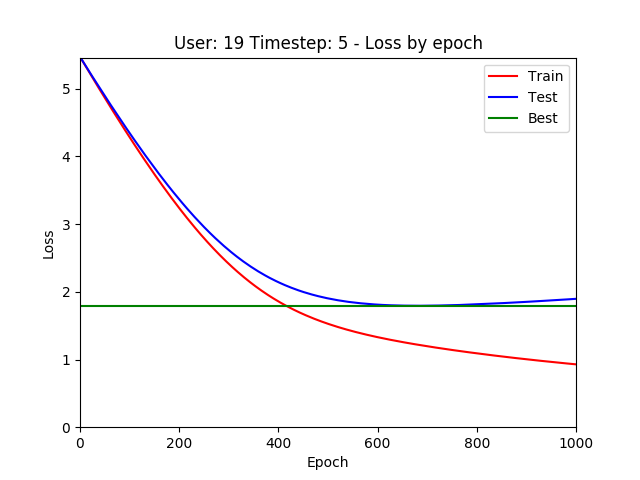 User: 19 Timestep: 5 - Loss by epoch
Train
Test
Best
5
4
3
2
1
0
Loss
0 200 400 600 800 1000
Epoch